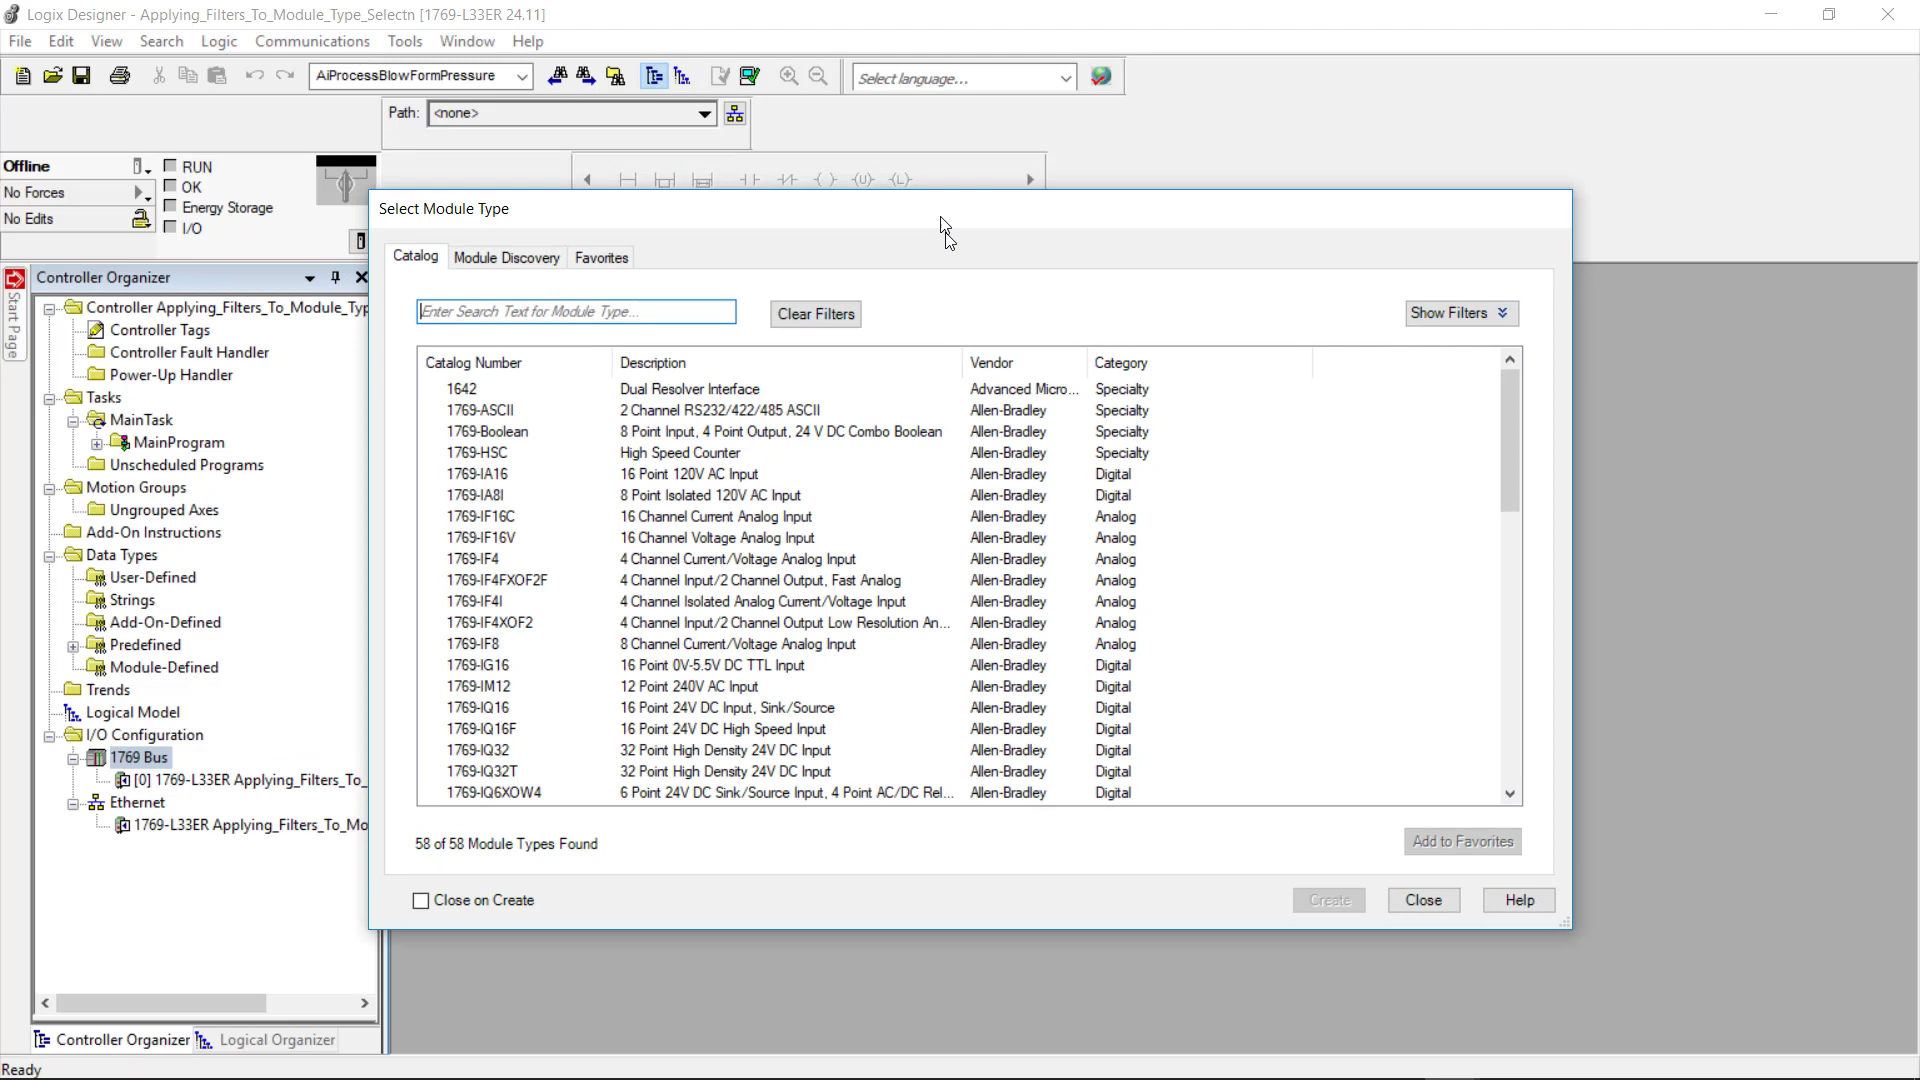 Logix Designer - Applying_Filters_To_Module_Type_Selectn [1769-L33ER 24.11]
File Edit View Search Logic Communications Tools Window Help
AiProcessBlowFormPressure
Select language...
Path: <none>
Offline
No Forces
No Edits
RUN
OK
Energy Storage
I/O
Start Page
Controller Organizer
Controller Applying_Filters_To_Module_Typ
Controller Tags
Controller Fault Handler
Power-Up Handler
Tasks
MainTask
MainProgram
Unscheduled Programs
Motion Groups
Ungrouped Axes
Add-On Instructions
Data Types
User-Defined
Strings
Add-On-Defined
Predefined
Module-Defined
Trends
Logical Model
I/O Configuration
1769 Bus
[0] 1769-L33ER Applying_Filters_To_
Ethernet
1769-L33ER Applying_Filters_To_Mo
Controller Organizer Logical Organizer
Ready
Select Module Type
Catalog Module Discovery Favorites
Enter Search Text for Module Type... Clear Filters Show Filters
Catalog Number Description Vendor Category
1642 Dual Resolver Interface Advanced Micro... Specialty
1769-ASCII 2 Channel RS232/422/485 ASCII Allen-Bradley Specialty
1769-Boolean 8 Point Input, 4 Point Output, 24 V DC Combo Boolean Allen-Bradley Specialty
1769-HSC High Speed Counter Allen-Bradley Specialty
1769-IA16 16 Point 120V AC Input Allen-Bradley Digital
1769-IA8I 8 Point Isolated 120V AC Input Allen-Bradley Digital
1769-IF16C 16 Channel Current Analog Input Allen-Bradley Analog
1769-IF16V 16 Channel Voltage Analog Input Allen-Bradley Analog
1769-IF4 4 Channel Current/Voltage Analog Input Allen-Bradley Analog
1769-IF4FXOF2F 4 Channel Input/2 Channel Output, Fast Analog Allen-Bradley Analog
1769-IF4I 4 Channel Isolated Analog Current/Voltage Input Allen-Bradley Analog
1769-IF4XOF2 4 Channel Input/2 Channel Output Low Resolution An... Allen-Bradley Analog
1769-IF8 8 Channel Current/Voltage Analog Input Allen-Bradley Analog
1769-IG16 16 Point 0V-5.5V DC TTL Input Allen-Bradley Digital
1769-IM12 12 Point 240V AC Input Allen-Bradley Digital
1769-IQ16 16 Point 24V DC Input, Sink/Source Allen-Bradley Digital
1769-IQ16F 16 Point 24V DC High Speed Input Allen-Bradley Digital
1769-IQ32 32 Point High Density 24V DC Input Allen-Bradley Digital
1769-IQ32T 32 Point High Density 24V DC Input Allen-Bradley Digital
1769-IQ6XOW4 6 Point 24V DC Sink/Source Input, 4 Point AC/DC Rel... Allen-Bradley Digital
58 of 58 Module Types Found Add to Favorites
Close on Create Create Close Help